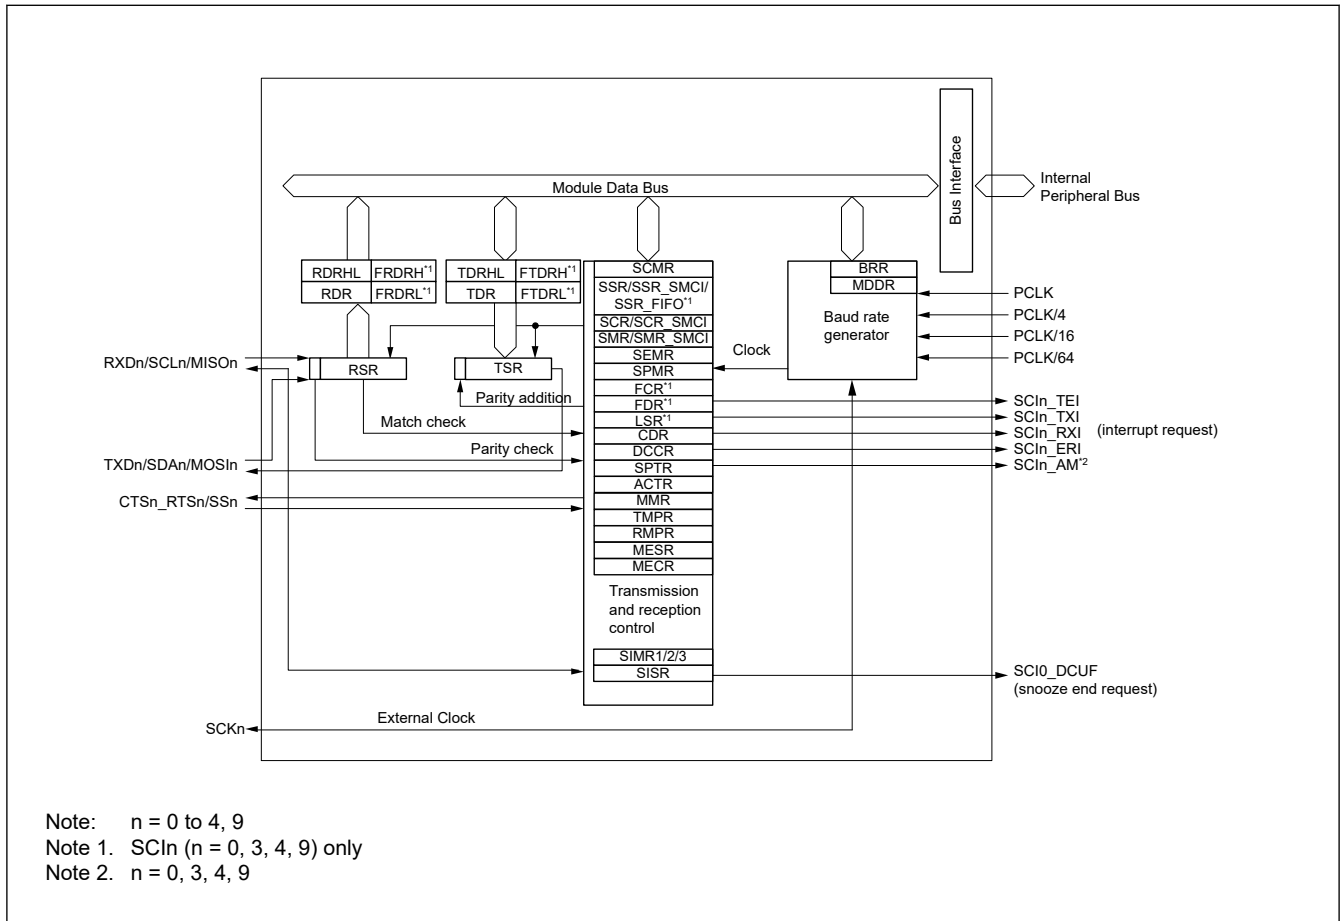 Module Data Bus
Bus Interface
Internal
Peripheral Bus
RDRHL FRDRH*1
RDR FRDRL*1
TDRHL FTDRH*1
TDR FTDRL*1
SCMR
SSR/SSR_SMCI/
SSR_FIFO*1
SCR/SCR_SMCI
SMR/SMR_SMCI
SEMR
SPMR
FCR*1
FDR*1
LSR*1
CDR
DCCR
SPTR
ACTR
MMR
TMPR
RMPR
MESR
MECR
Transmission
and reception
control
SIMR1/2/3
SISR
BRR
MDDR
Baud rate
generator
Clock
PCLK
PCLK/4
PCLK/16
PCLK/64
RXDn/SCLn/MISOn
RSR
TSR
Parity addition
Match check
Parity check
TXDn/SDAn/MOSIn
CTSn_RTSn/SSn
SCIn_TEI
SCIn_TXI
SCIn_RXI (interrupt request)
SCIn_ERI
SCIn_AM*2
SCI0_DCUF
(snooze end request)
SCKn
External Clock
Note: n = 0 to 4, 9
Note 1. SCIn (n = 0, 3, 4, 9) only
Note 2. n = 0, 3, 4, 9